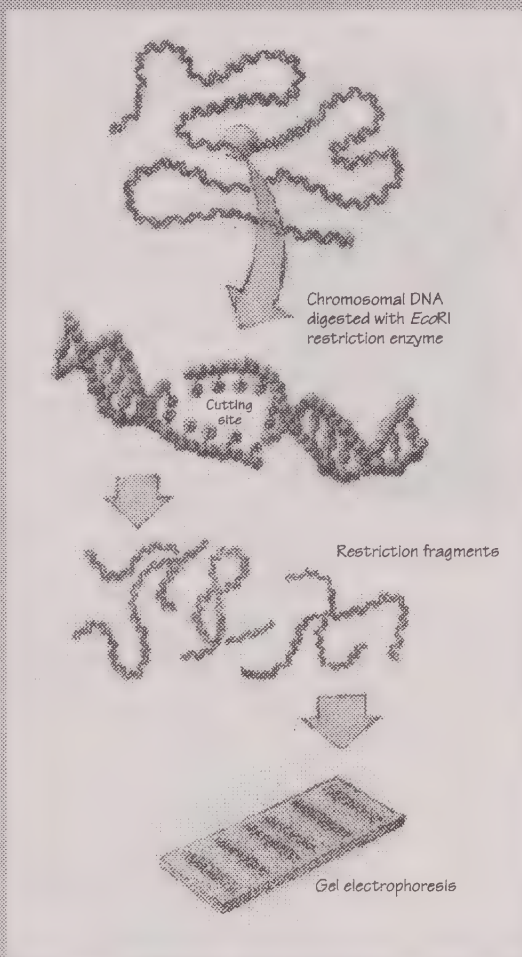 Chromosomal DNA
digested with EcoRI
restriction enzyme
Cutting
site
Restriction fragments
Gel electrophoresis